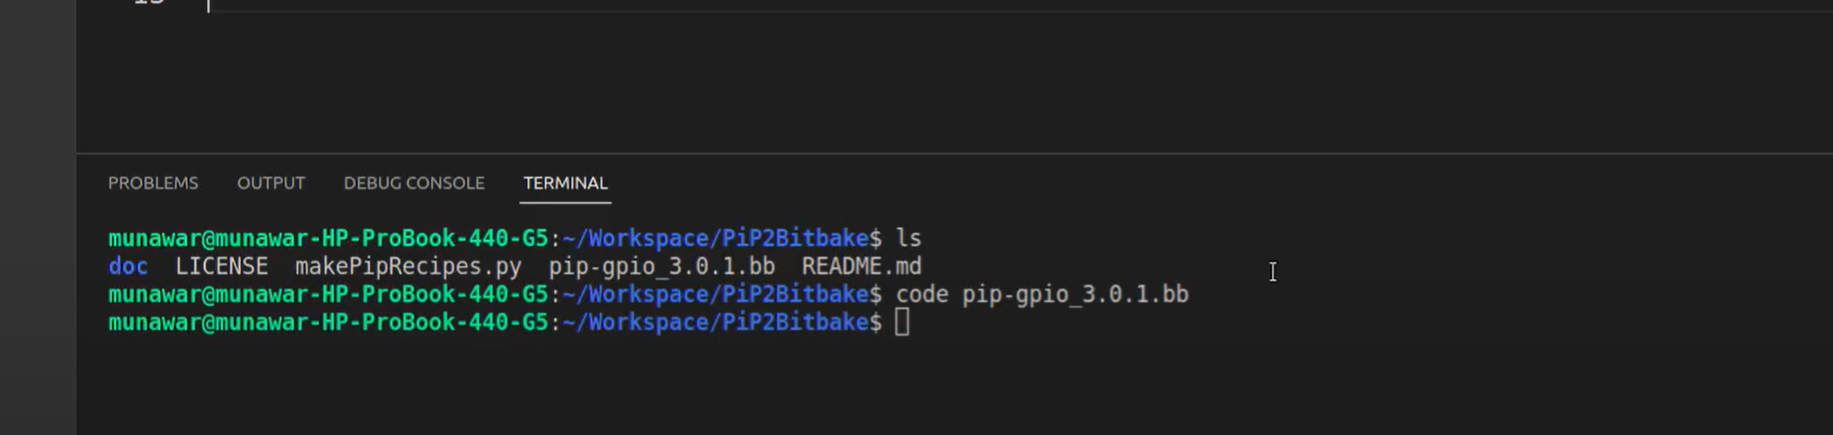 PROBLEMS OUTPUT DEBUG CONSOLE TERMINAL
munawar@munawar-HP-ProBook-440-G5:~/Workspace/PiP2Bitbake$ ls
doc LICENSE makePipRecipes.py pip-gpio_3.0.1.bb README.md
munawar@munawar-HP-ProBook-440-G5:~/Workspace/PiP2Bitbake$ code pip-gpio_3.0.1.bb
munawar@munawar-HP-ProBook-440-G5:~/Workspace/PiP2Bitbake$